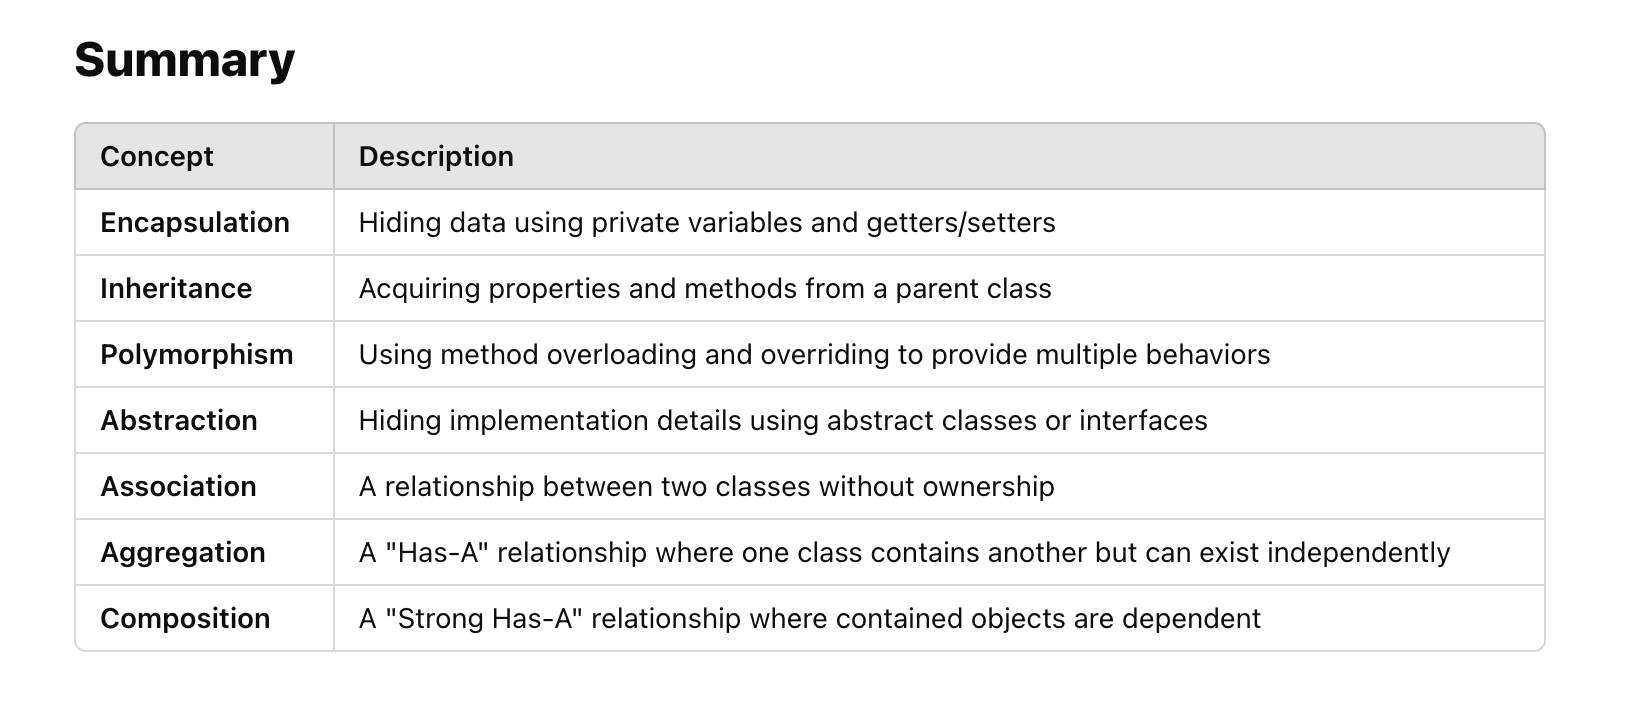 Summary
Concept Description
Encapsulation Hiding data using private variables and getters/setters
Inheritance Acquiring properties and methods from a parent class
Polymorphism Using method overloading and overriding to provide multiple behaviors
Abstraction Hiding implementation details using abstract classes or interfaces
Association A relationship between two classes without ownership
Aggregation A "Has-A" relationship where one class contains another but can exist independently
Composition A "Strong Has-A" relationship where contained objects are dependent